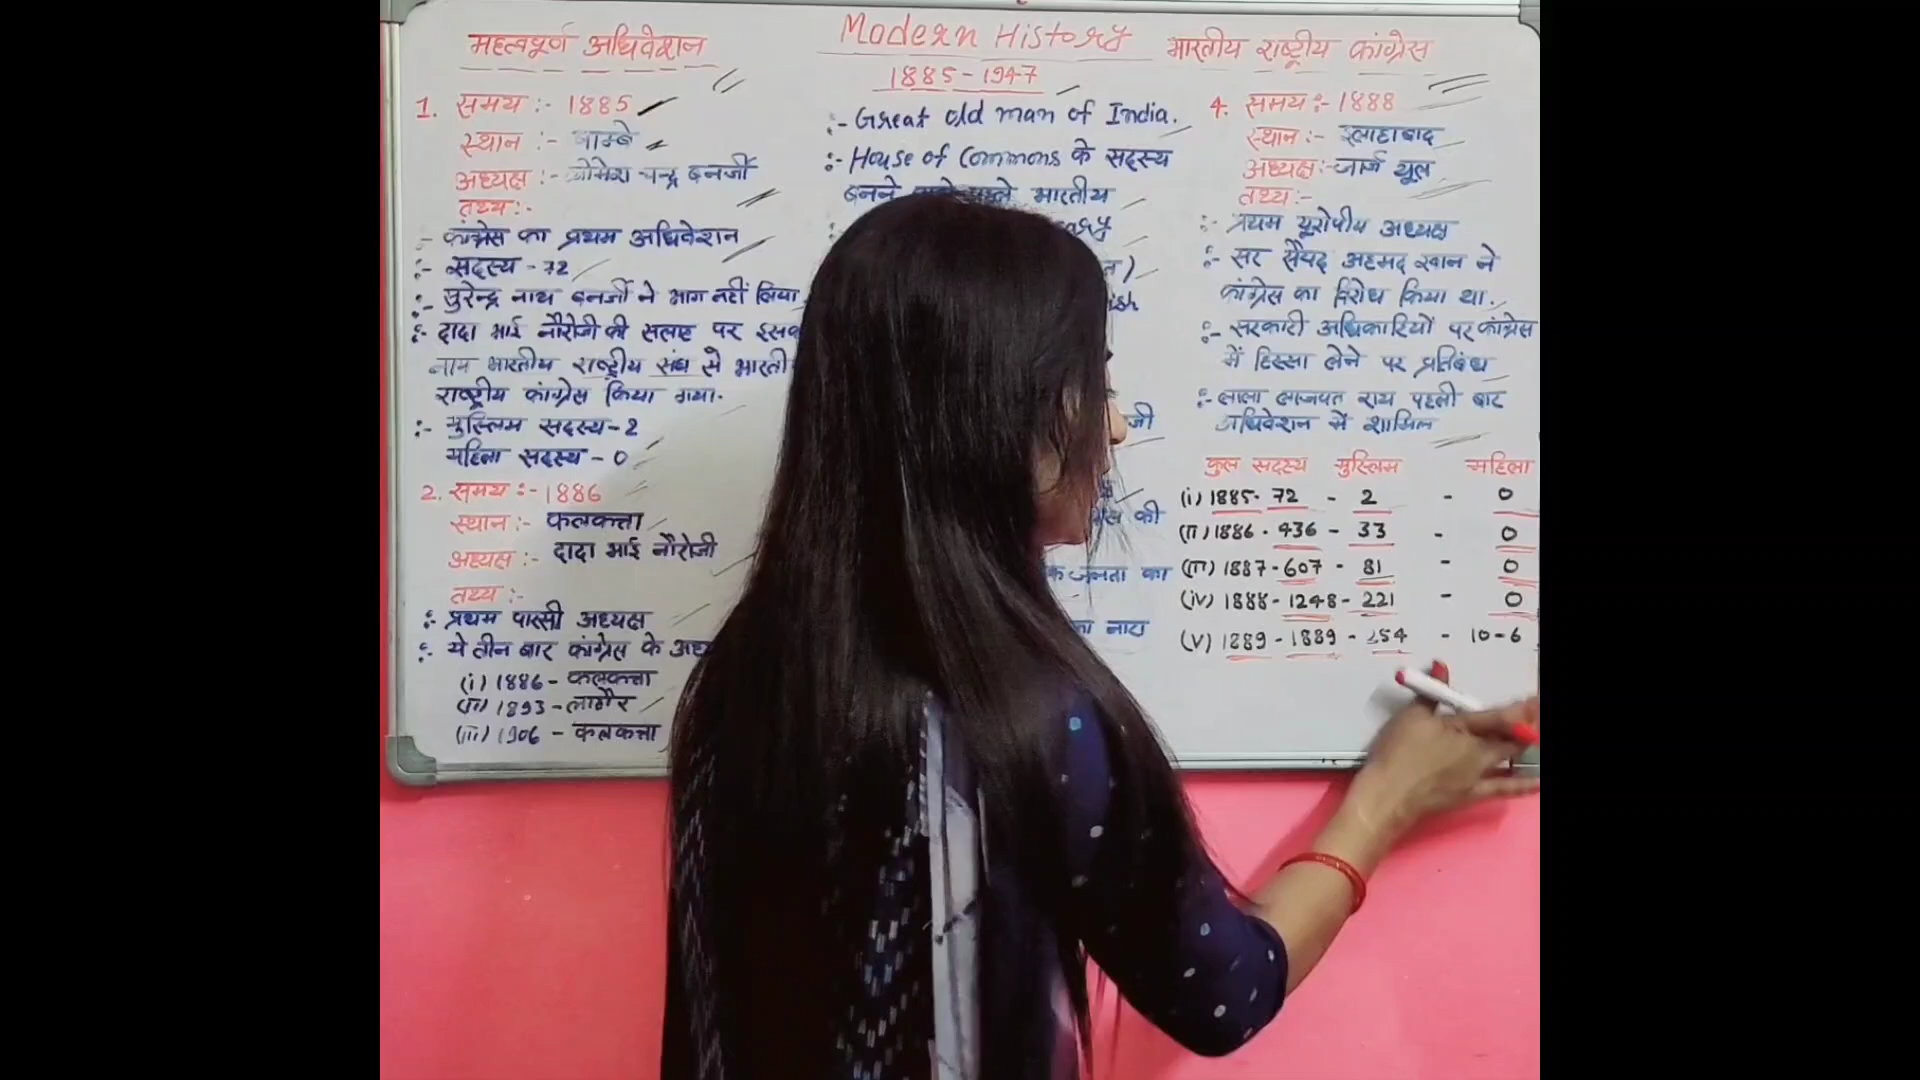 महत्वपूर्ण अधिवेशन
Modern History
भारतीय राष्ट्रीय कांग्रेस
1885-1947
1. समय :- 1885
स्थान :- बाम्बे
अध्यक्ष :- व्योमेश चन्द्र बनर्जी
तथ्य :-
:- कांग्रेस का प्रथम अधिवेशन
:- सदस्य - 72
:- सुरेन्द्र नाथ बनर्जी ने भाग नहीं लिया
:- दादा भाई नौरोजी की सलाह पर
नाम भारतीय राष्ट्रीय संघ से
राष्ट्रीय कांग्रेस किया गया.
:- मुस्लिम सदस्य - 2
महिला सदस्य - 0
2. समय :- 1886
स्थान :- कलकत्ता
अध्यक्ष :- दादा भाई नौरोजी
तथ्य :-
:- प्रथम पारसी अध्यक्ष
:- ये तीन बार कांग्रेस के
(i) 1886 - कलकत्ता
(ii) 1893 - लाहौर
(iii) 1906 - कलकत्ता
:- Great old man of India.
:- House of Commons के सदस्य
बनने भारतीय
जी
की
जनता का
नारा
4. समय :- 1888
स्थान :- इलाहाबाद
अध्यक्ष :- जार्ज यूल
तथ्य :-
:- प्रथम यूरोपीय अध्यक्ष
:- सर सैयद अहमद खान ने
कांग्रेस का विरोध किया था.
:- सरकारी अधिकारियों पर कांग्रेस
में हिस्सा लेने पर प्रतिबंध
:- लाला लाजपत राय पहली बार
अधिवेशन में शामिल
कुल सदस्य मुस्लिम - महिला
(i) 1885 - 72 - 2 - 0
(ii) 1886 - 436 - 33 - 0
(iii) 1887 - 607 - 81 - 0
(iv) 1888 - 1248 - 221 - 0
(v) 1889 - 1889 - 254 - 10-6